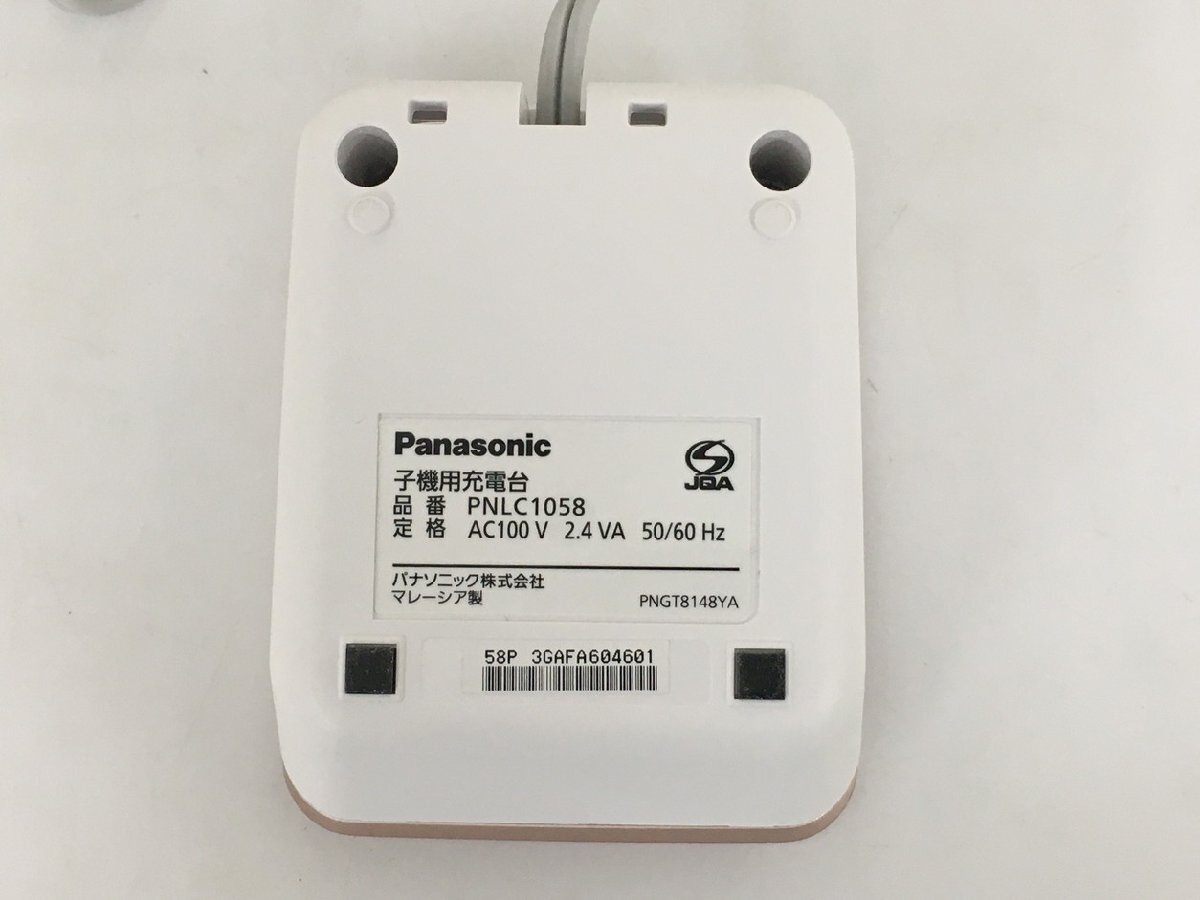 Panasonic
JQA
子機用充電台
品番 PNLC1058
定格 AC100 V 2.4 VA 50/60 Hz
パナソニック株式会社
マレーシア製
PNGT8148YA
58P 3GAFA604601